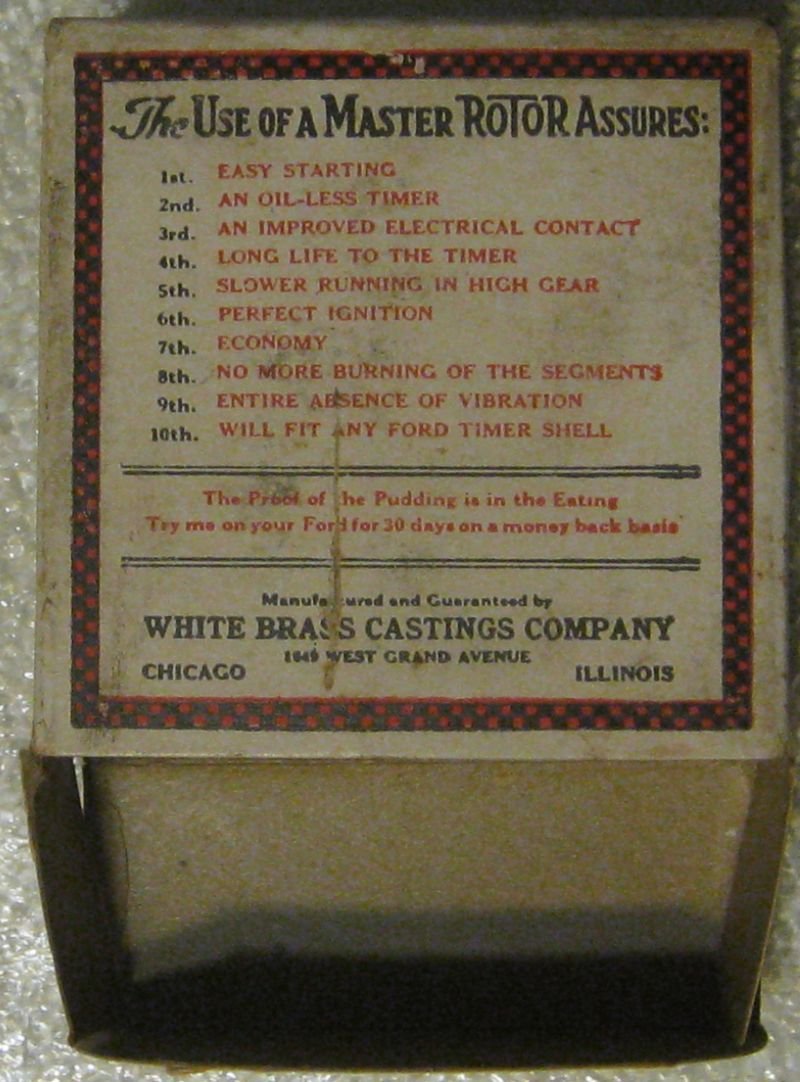 The USE OF A MASTER ROTOR ASSURES:
1st. EASY STARTING
2nd. AN OIL-LESS TIMER
3rd. AN IMPROVED ELECTRICAL CONTACT
4th. LONG LIFE TO THE TIMER
5th. SLOWER RUNNING IN HIGH GEAR
6th. PERFECT IGNITION
7th. ECONOMY
8th. NO MORE BURNING OF THE SEGMENTS
9th. ENTIRE ABSENCE OF VIBRATION
10th. WILL FIT ANY FORD TIMER SHELL
The Proof of the Pudding is in the Eating
Try me on your Ford for 30 days on a money back basis
Manufactured and Guaranteed by
WHITE BRASS CASTINGS COMPANY
WEST GRAND AVENUE
CHICAGO ILLINOIS